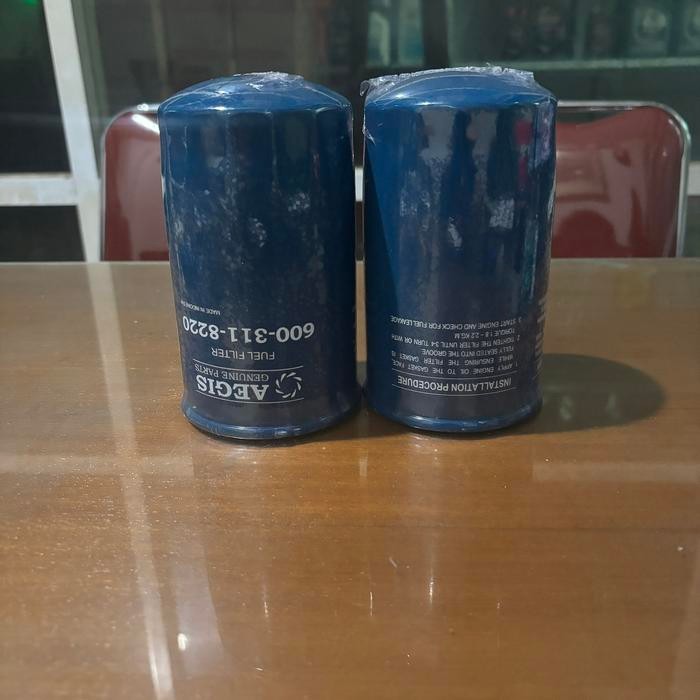 AEGIS
GENUINE PARTS
FUEL FILTER
600-311-8220
MADE IN INDONESIA
INSTALLATION PROCEDURE
1. APPLY ENGINE OIL TO THE GASKET FACE
WHILE ENSURING THE FILTER GASKET IS
FULLY SEATED INTO THE GROOVE
2. TIGHTEN THE FILTER UNTIL 3/4 TURN OR WITH
TORQUE 1.8 - 2.2 KG.M
3. START ENGINE AND CHECK FOR FUEL LEAKAGE